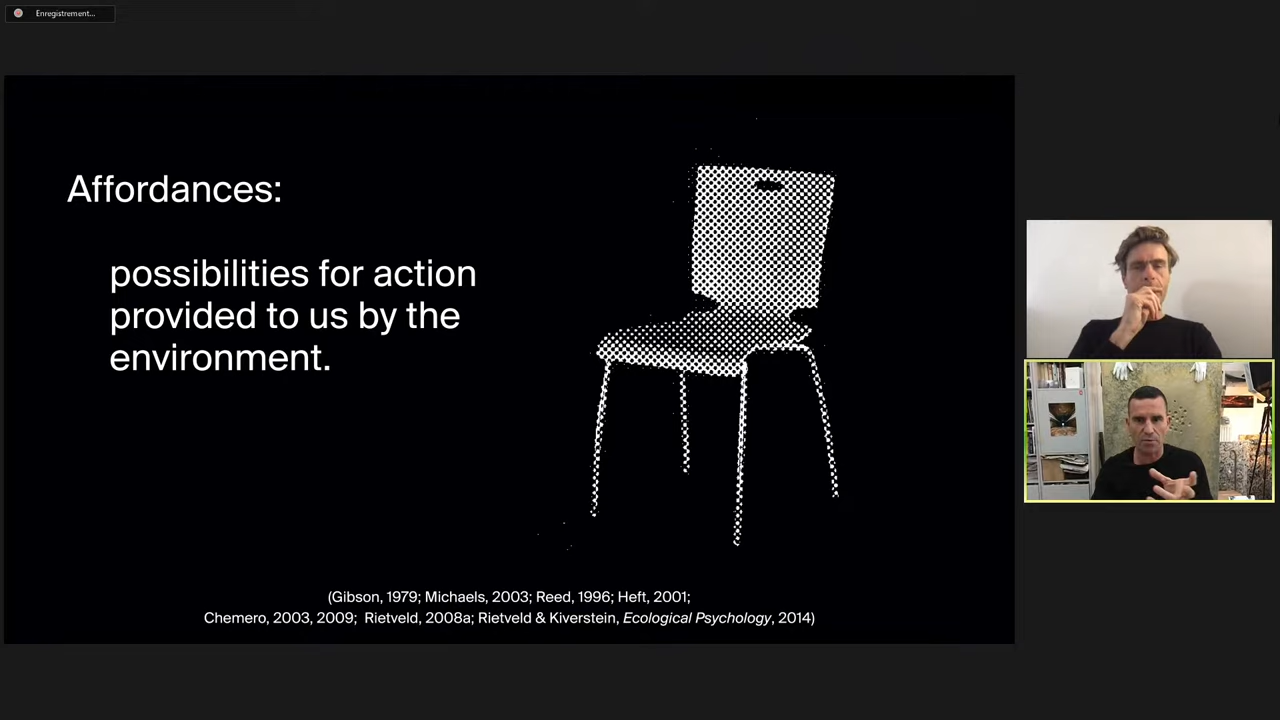 Enregistrement...
Affordances:
possibilities for action
provided to us by the
environment.
(Gibson, 1979; Michaels, 2003; Reed, 1996; Heft, 2001;
Chemero, 2003, 2009; Rietveld, 2008a; Rietveld & Kiverstein, Ecological Psychology, 2014)